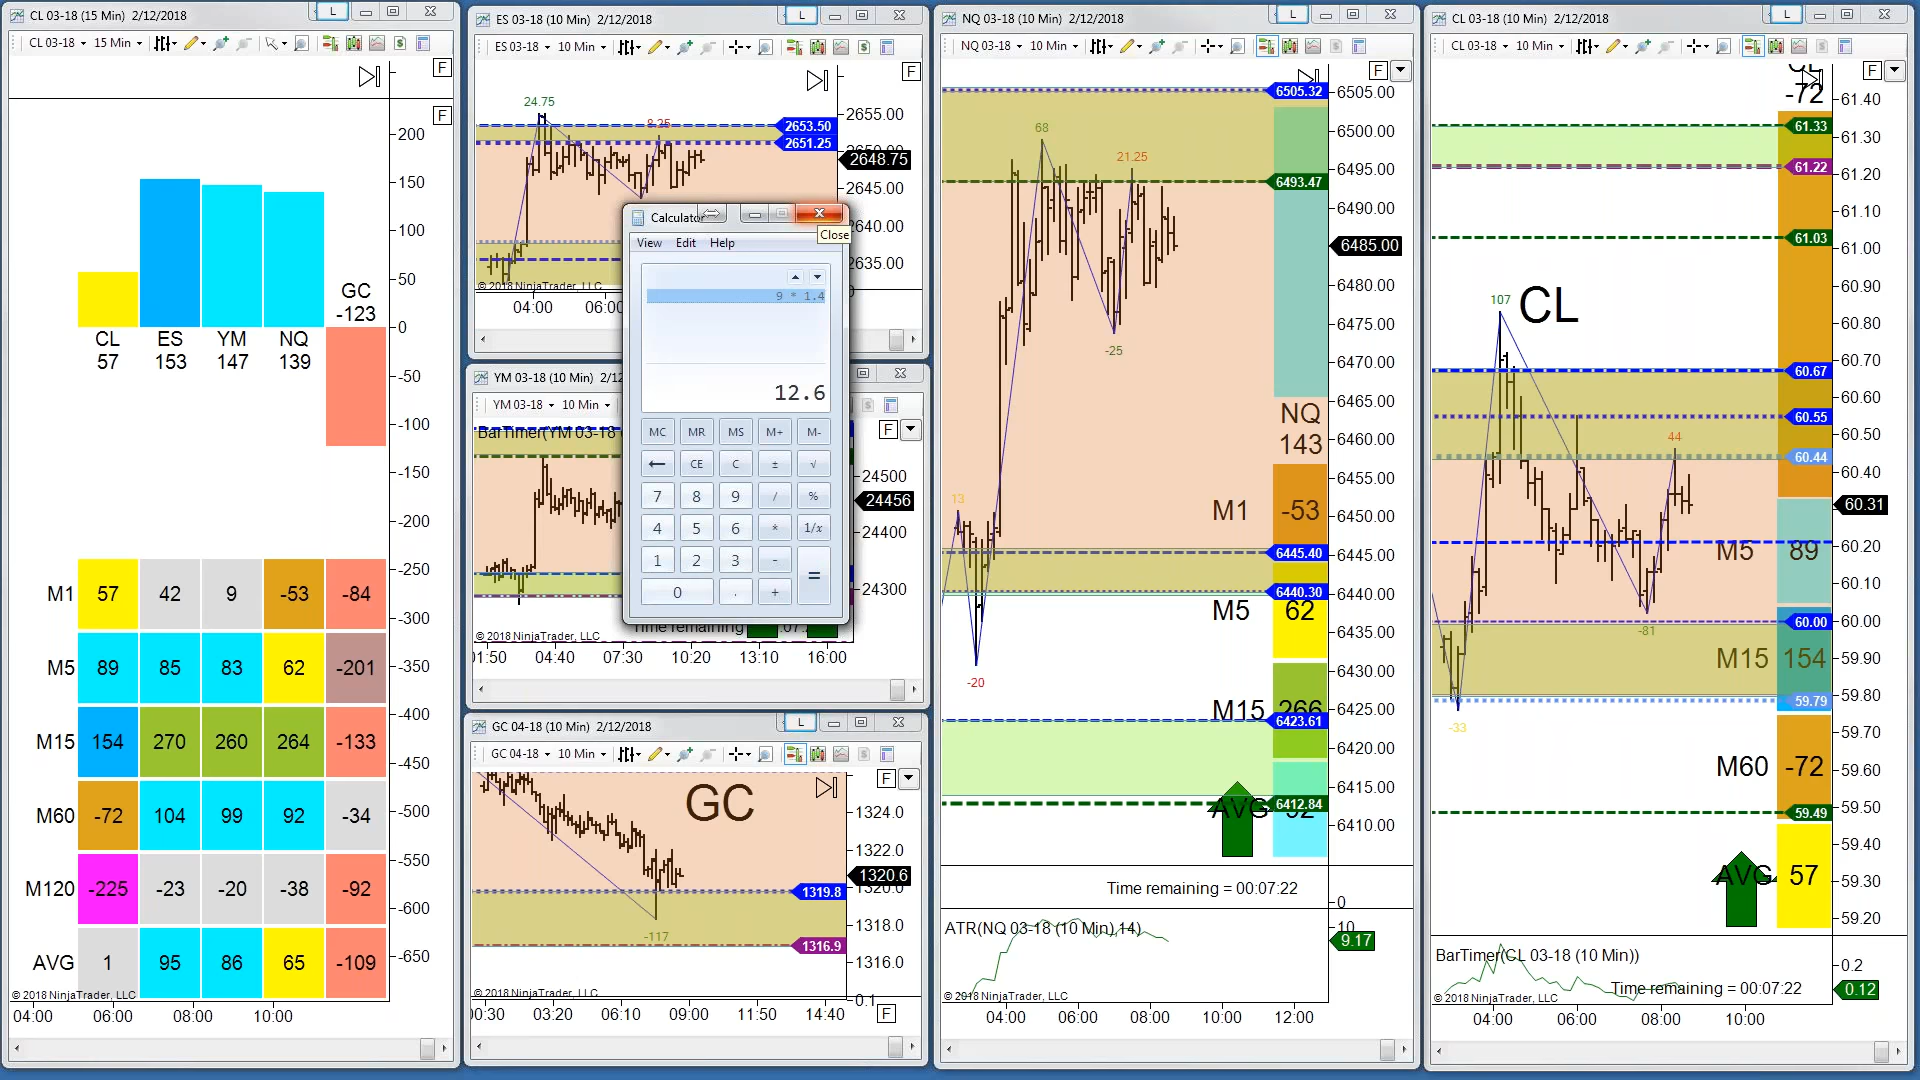 CL 03-18 (15 Min) 2/12/2018
L
CL 03-18
15 Min
F
F
200
150
100
50
0
-50
-100
-150
-200
-250
-300
-350
-400
-450
-500
-550
-600
-650
CL
57
ES
153
YM
147
NQ
139
GC
-123
M1 57 42 9 -53 -84
M5 89 85 83 62 -201
M15 154 270 260 264 -133
M60 -72 104 99 92 -34
M120 -225 -23 -20 -38 -92
AVG 1 95 86 65 -109
© 2018 NinjaTrader, LLC
04:00 06:00 08:00 10:00
ES 03-18 (10 Min) 2/12/2018
L
ES 03-18
10 Min
F
24.75
8.25
2655.00
2653.50
2651.25
2648.75
2645.00
2640.00
2635.00
© 2018 NinjaTrader, LLC
04:00 06:00
Calculator
Close
View Edit Help
9 * 1.4
12.6
MC MR MS M+ M-
← CE C ± √
7 8 9 / %
4 5 6 * 1/x
1 2 3 - =
0 . +
YM 03-18 (10 Min) 2/12
YM 03-18
10 Min
BarTimer(YM 03-18
F
24500
24456
24400
24300
© 2018 NinjaTrader, LLC
Time remaining
01:50 04:40 07:30 10:20 13:10 16:00
GC 04-18 (10 Min) 2/12/2018
L
GC 04-18
10 Min
F
GC
-117
1324.0
1322.0
1320.6
1320.0
1319.8
1318.0
1316.9
1316.0
0.1
© 2018 NinjaTrader, LLC
00:30 03:20 06:10 09:00 11:50 14:40
F
NQ 03-18 (10 Min) 2/12/2018
L
NQ 03-18
10 Min
F
6505.32
6505.00
6500.00
6495.00
6493.47
6490.00
6485.00
6480.00
6475.00
6470.00
6465.00
6460.00
6455.00
6450.00
6445.40
6445.00
6440.30
6440.00
6435.00
6430.00
6425.00
6423.61
6420.00
6415.00
6412.84
6410.00
68
21.25
-25
13
-20
NQ
143
M1 -53
M5 62
M15 266
AVG 92
Time remaining = 00:07:22
0
ATR(NQ 03-18 (10 Min),14)
10
9.17
© 2018 NinjaTrader, LLC
04:00 06:00 08:00 10:00 12:00
CL 03-18 (10 Min) 2/12/2018
L
CL 03-18
10 Min
F
CL
-72
61.40
61.33
61.30
61.22
61.20
61.10
61.03
61.00
60.90
60.80
60.70
60.67
60.60
60.55
60.50
60.44
60.40
60.31
60.20
60.10
60.00
60.00
59.90
59.80
59.79
59.70
59.60
59.50
59.49
59.40
59.30
59.20
107
CL
44
-81
-33
M5 89
M15 154
M60 -72
AVG 57
BarTimer(CL 03-18 (10 Min))
0.2
Time remaining = 00:07:22
0.12
© 2018 NinjaTrader, LLC
04:00 06:00 08:00 10:00